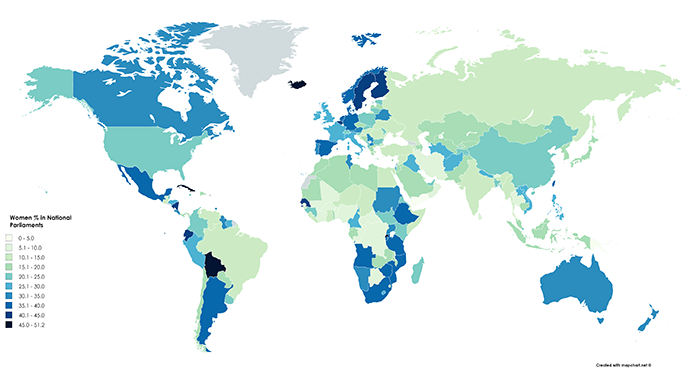 Women % in National
Parliaments
0 - 5.0
5.1 - 10.0
10.1 - 15.0
15.1 - 20.0
20.1 - 25.0
25.1 - 30.0
30.1 - 35.0
35.1 - 40.0
40.1 - 45.0
45.0 - 51.2
Created with mapchart.net ©